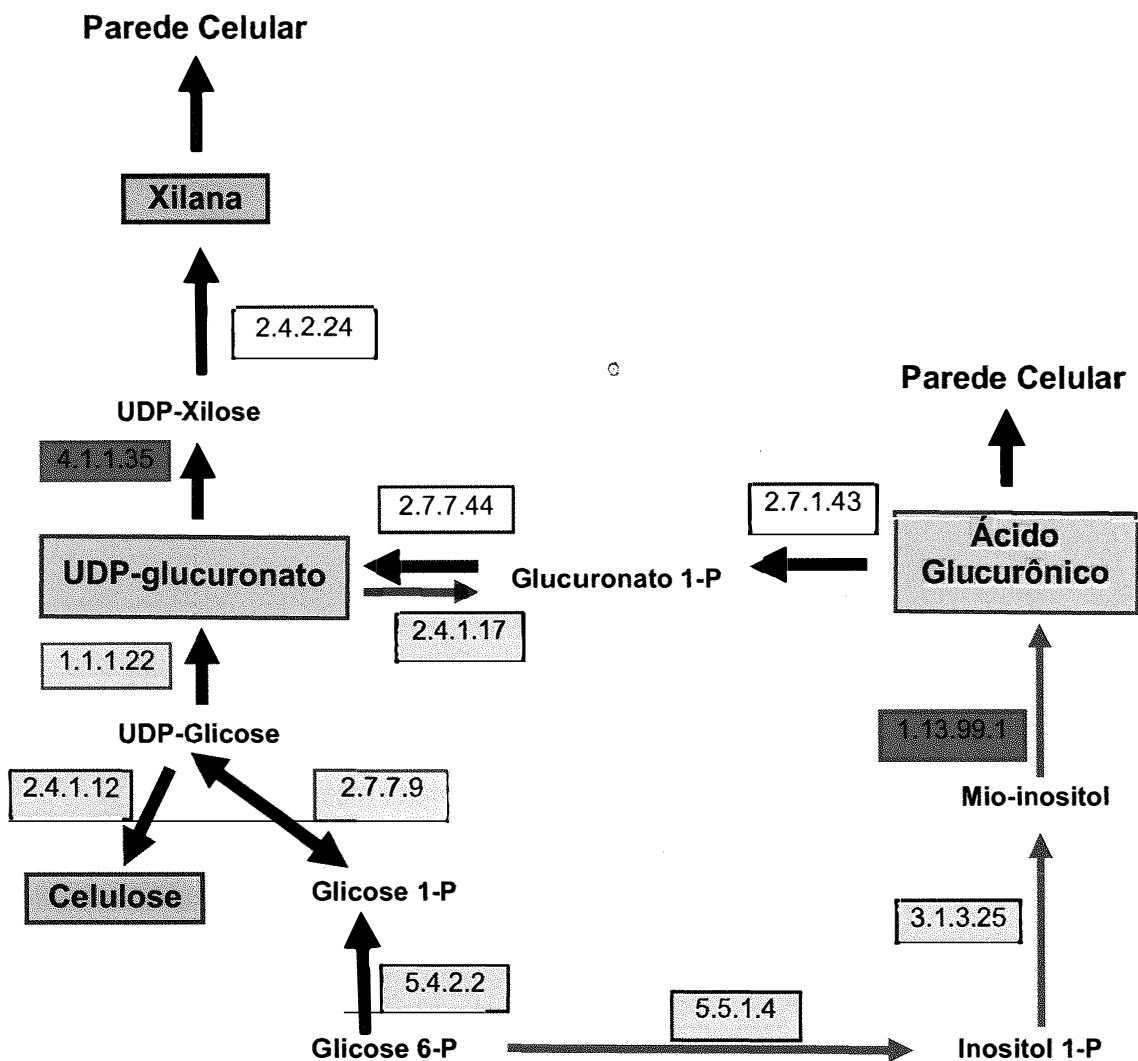 Parede Celular
Xilana
2.4.2.24
UDP-Xilose
4.1.1.35
Parede Celular
2.7.7.44
2.7.1.43
UDP-glucuronato
Glucuronato 1-P
Ácido
Glucurônico
2.4.1.17
1.1.1.22
UDP-Glicose
1.13.99.1
2.4.1.12
2.7.7.9
Mio-inositol
Celulose
Glicose 1-P
3.1.3.25
5.4.2.2
5.5.1.4
Glicose 6-P
Inositol 1-P